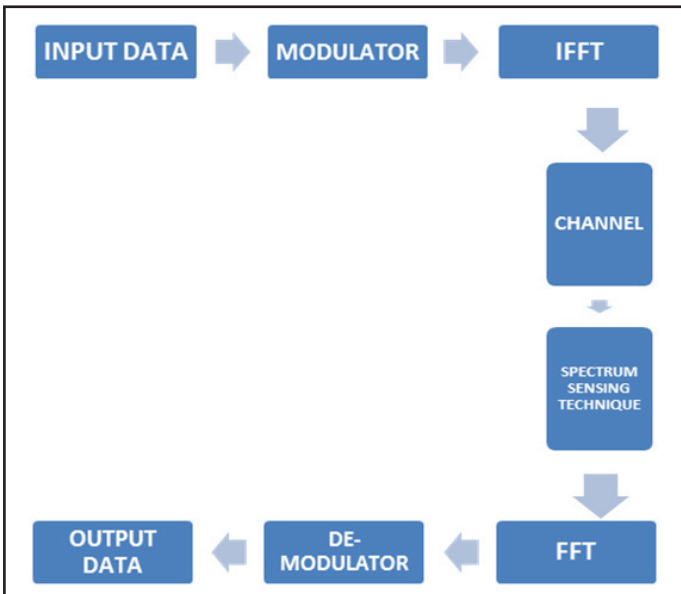 INPUT DATA
MODULATOR
IFFT
CHANNEL
SPECTRUM
SENSING
TECHNIQUE
FFT
DE-
MODULATOR
OUTPUT
DATA